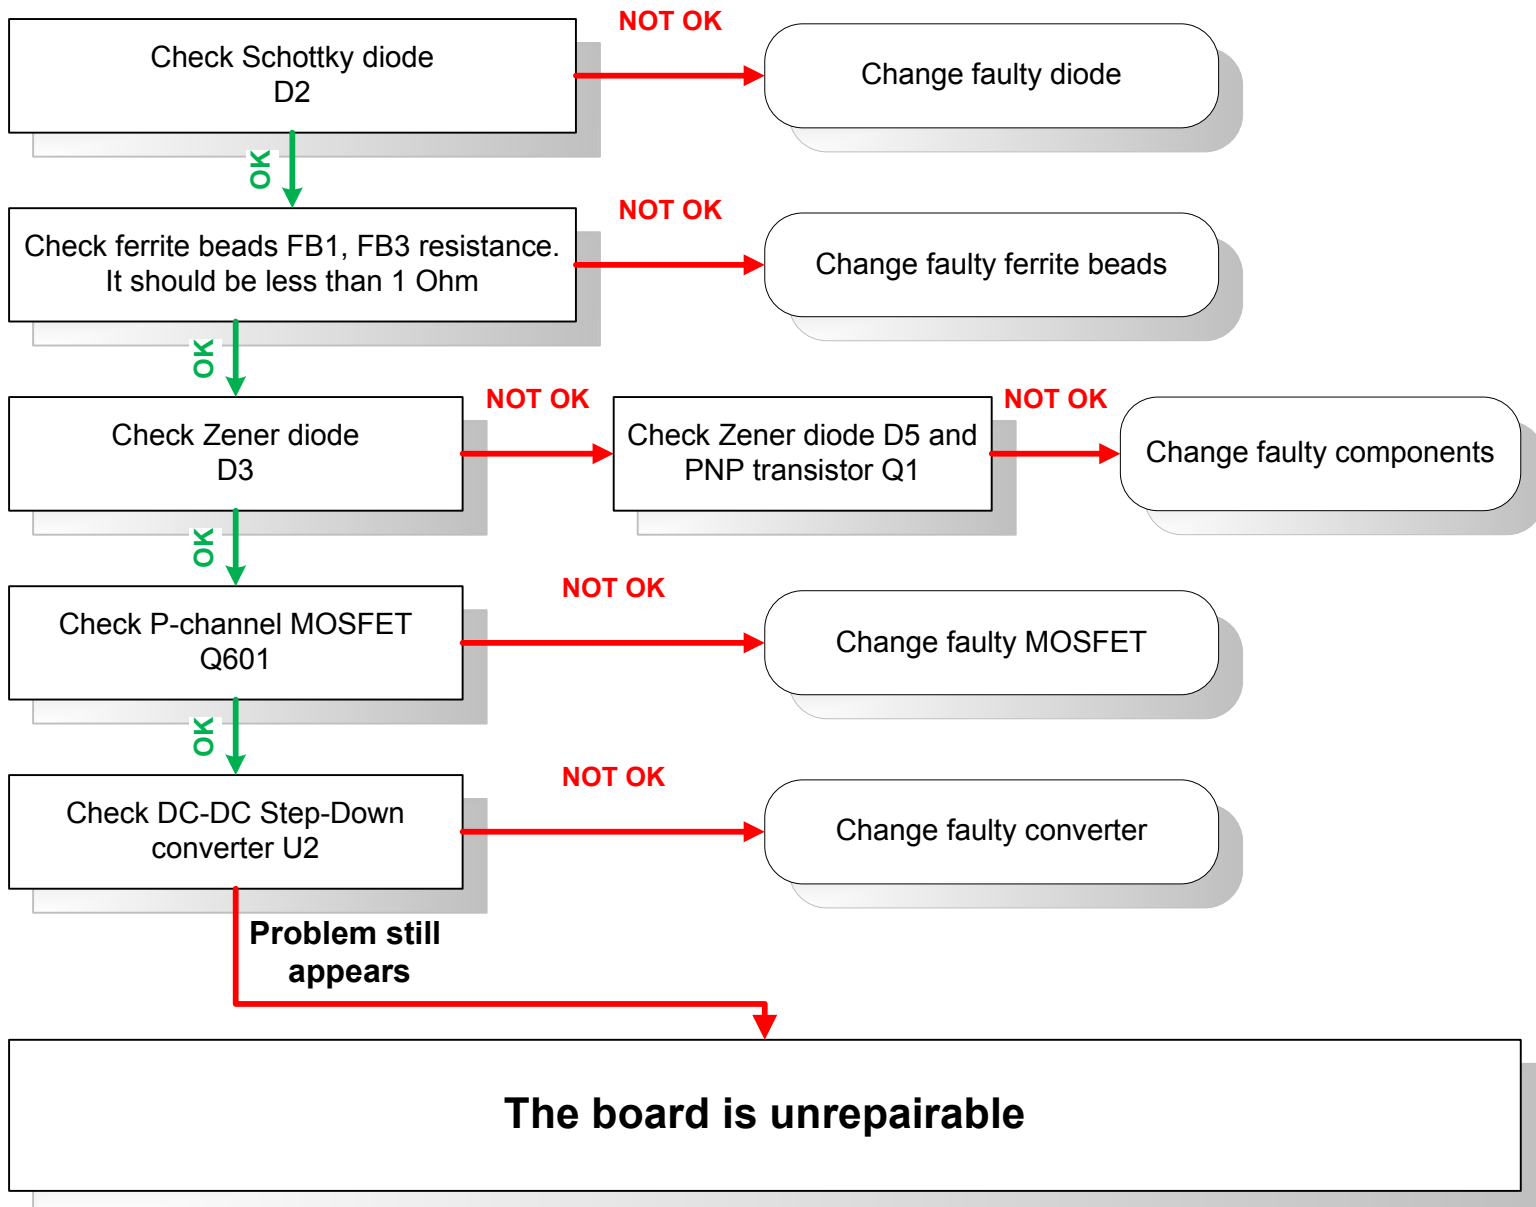 NOT OK
Check Schottky diode
D2
Change faulty diode
OK
NOT OK
Check ferrite beads FB1, FB3 resistance.
It should be less than 1 Ohm
Change faulty ferrite beads
OK
NOT OK
NOT OK
Check Zener diode
D3
Check Zener diode D5 and
PNP transistor Q1
Change faulty components
OK
NOT OK
Check P-channel MOSFET
Q601
Change faulty MOSFET
OK
NOT OK
Check DC-DC Step-Down
converter U2
Change faulty converter
Problem still
appears
The board is unrepairable